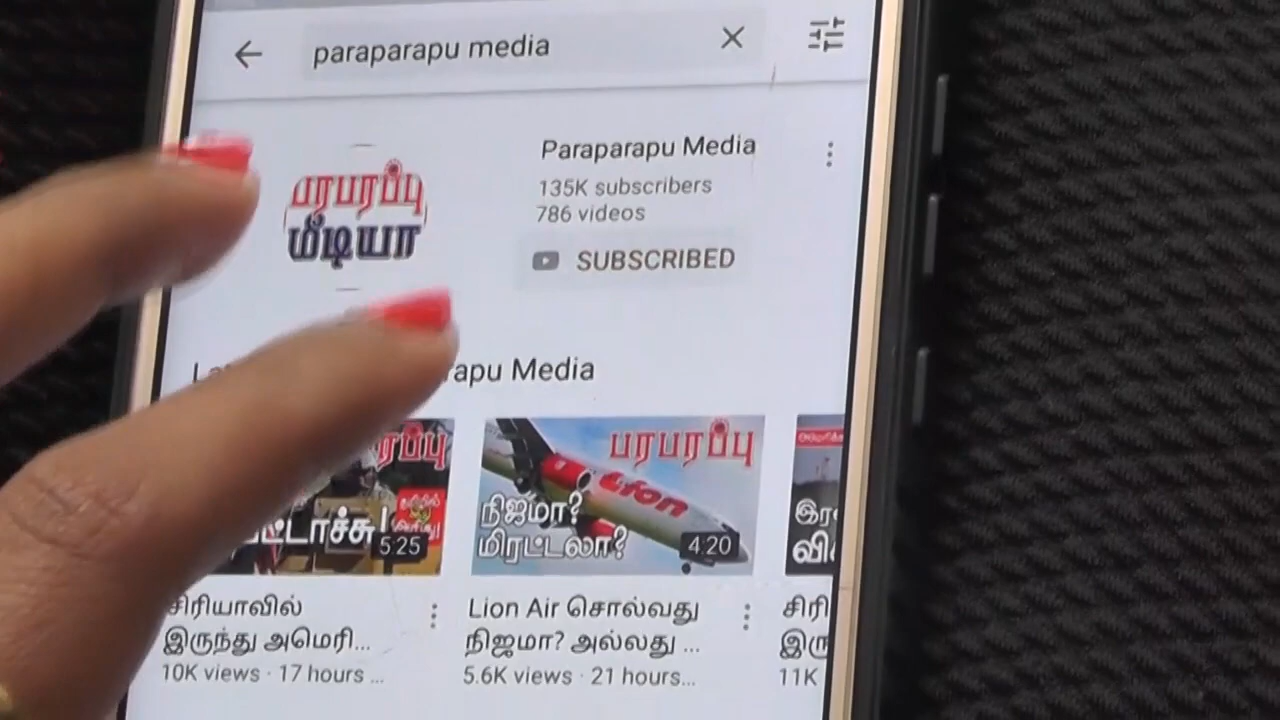 paraparapu media
பரபரப்பு
மீடியா
Paraparapu Media
135K subscribers
786 videos
SUBSCRIBED
apu Media
5:25
பரபரப்பு
Lion
நிஜமா?
மிரட்டலா?
4:20
சிரியாவில்
இருந்து அமெரி...
10K views · 17 hours ...
Lion Air சொல்வது
நிஜமா? அல்லது ...
5.6K views · 21 hours...
சிரி
இரு
11K